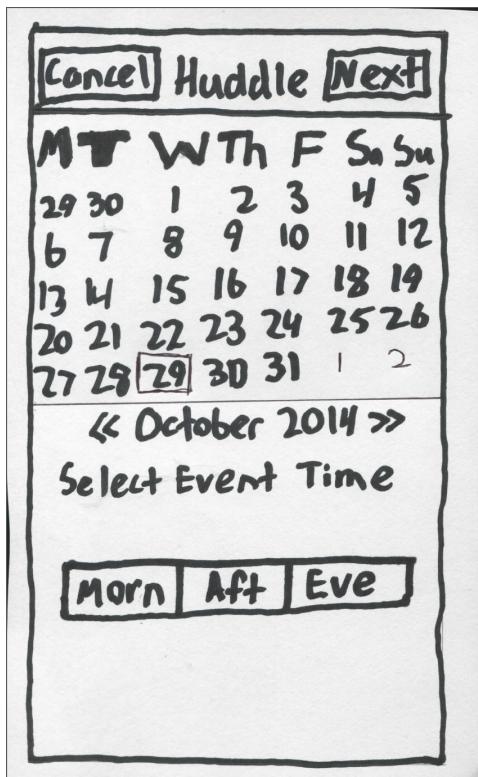 Cancel Huddle Next
M T W Th F Sa Su
29 30 1 2 3 4 5
6 7 8 9 10 11 12
13 14 15 16 17 18 19
20 21 22 23 24 25 26
27 28 29 30 31 1 2
<< October 2014 >>
Select Event Time
Morn Aft Eve